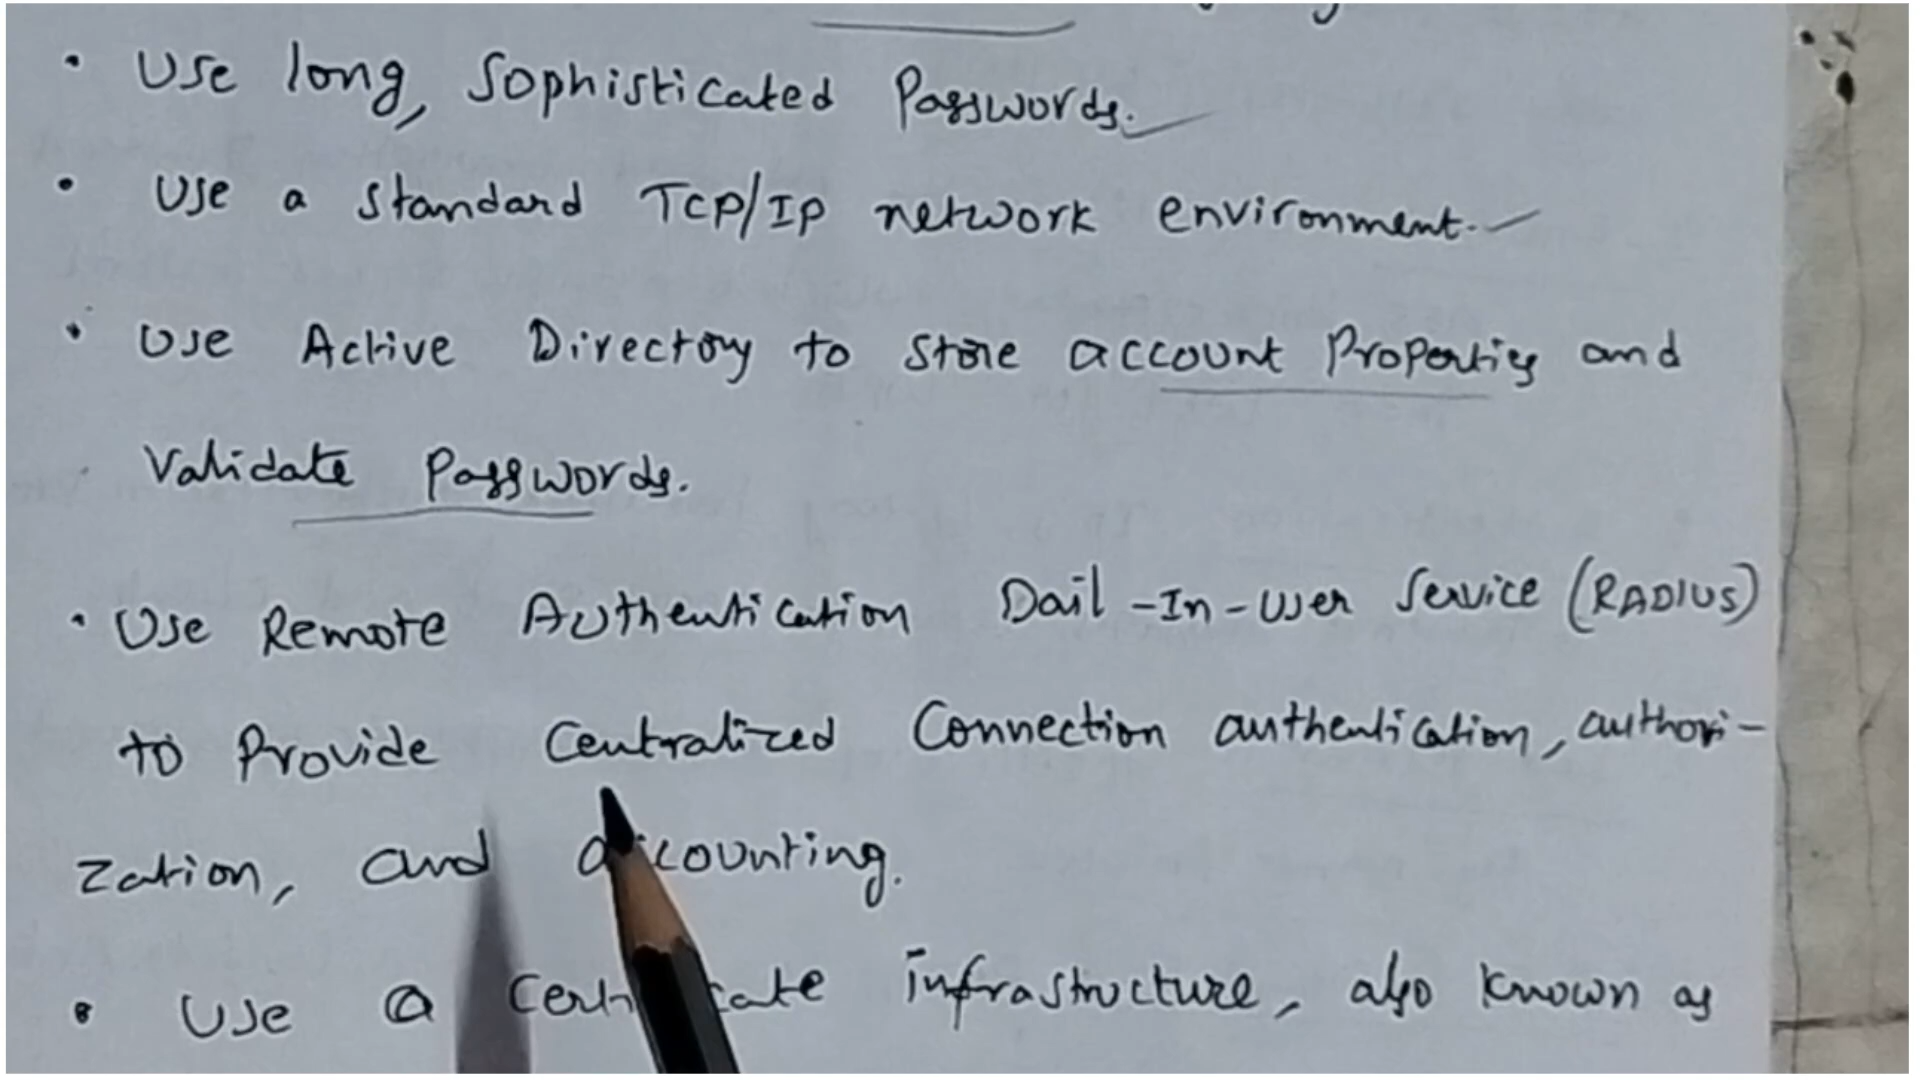 • Use long, Sophisticated Passwords.
• Use a standard TCP/IP network environment.
• Use Active Directory to store account Properties and
Validate Passwords.
• Use Remote Authentication Dail-In-User Service (RADIUS)
to Provide Centralized Connection authentication, authori-
zation, and accounting.
• Use a Certificate infrastructure, also known as